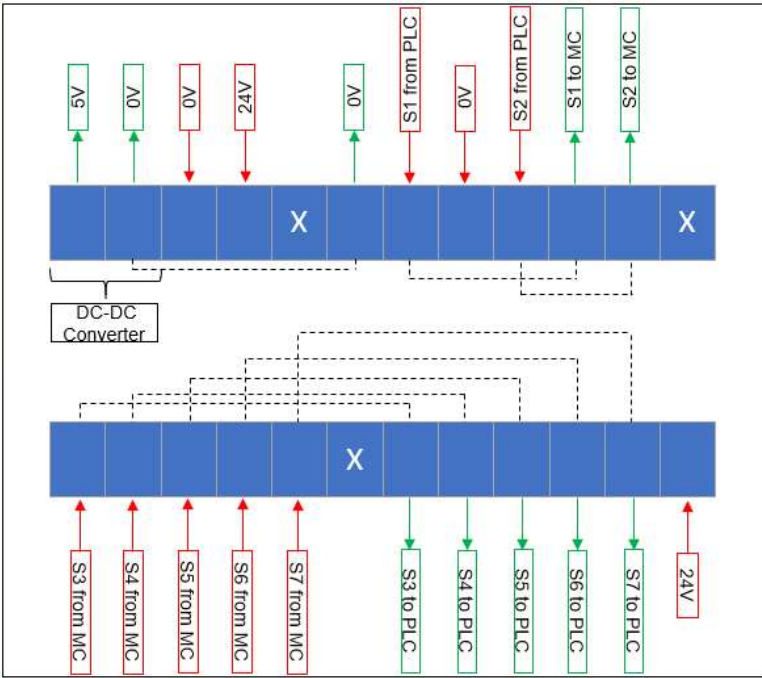 5V
0V
0V
24V
0V
S1 from PLC
0V
S2 from PLC
S1 to MC
S2 to MC
X
X
DC-DC
Converter
X
S3 from MC
S4 from MC
S5 from MC
S6 from MC
S7 from MC
S3 to PLC
S4 to PLC
S5 to PLC
S6 to PLC
S7 to PLC
24V